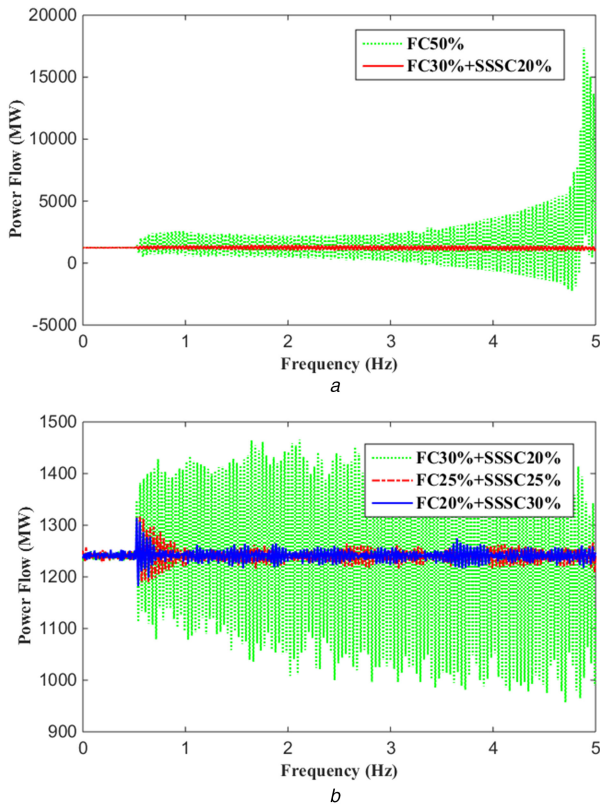 20000
15000
10000
5000
0
-5000
Power Flow (MW)
FC50%
FC30%+SSSC20%
0 1 2 3 4 5
Frequency (Hz)
a
1500
1400
1300
1200
1100
1000
900
Power Flow (MW)
FC30%+SSSC20%
FC25%+SSSC25%
FC20%+SSSC30%
0 1 2 3 4 5
Frequency (Hz)
b